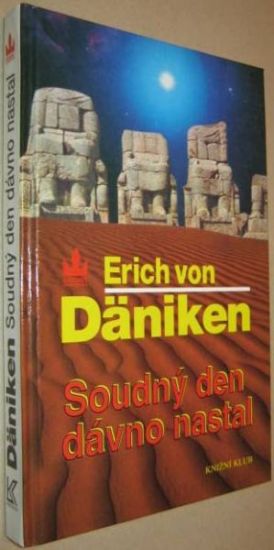 Däniken Soudný den dávno nastal
Erich von
Däniken
Soudný den
dávno nastal
KNIŽNÍ KLUB